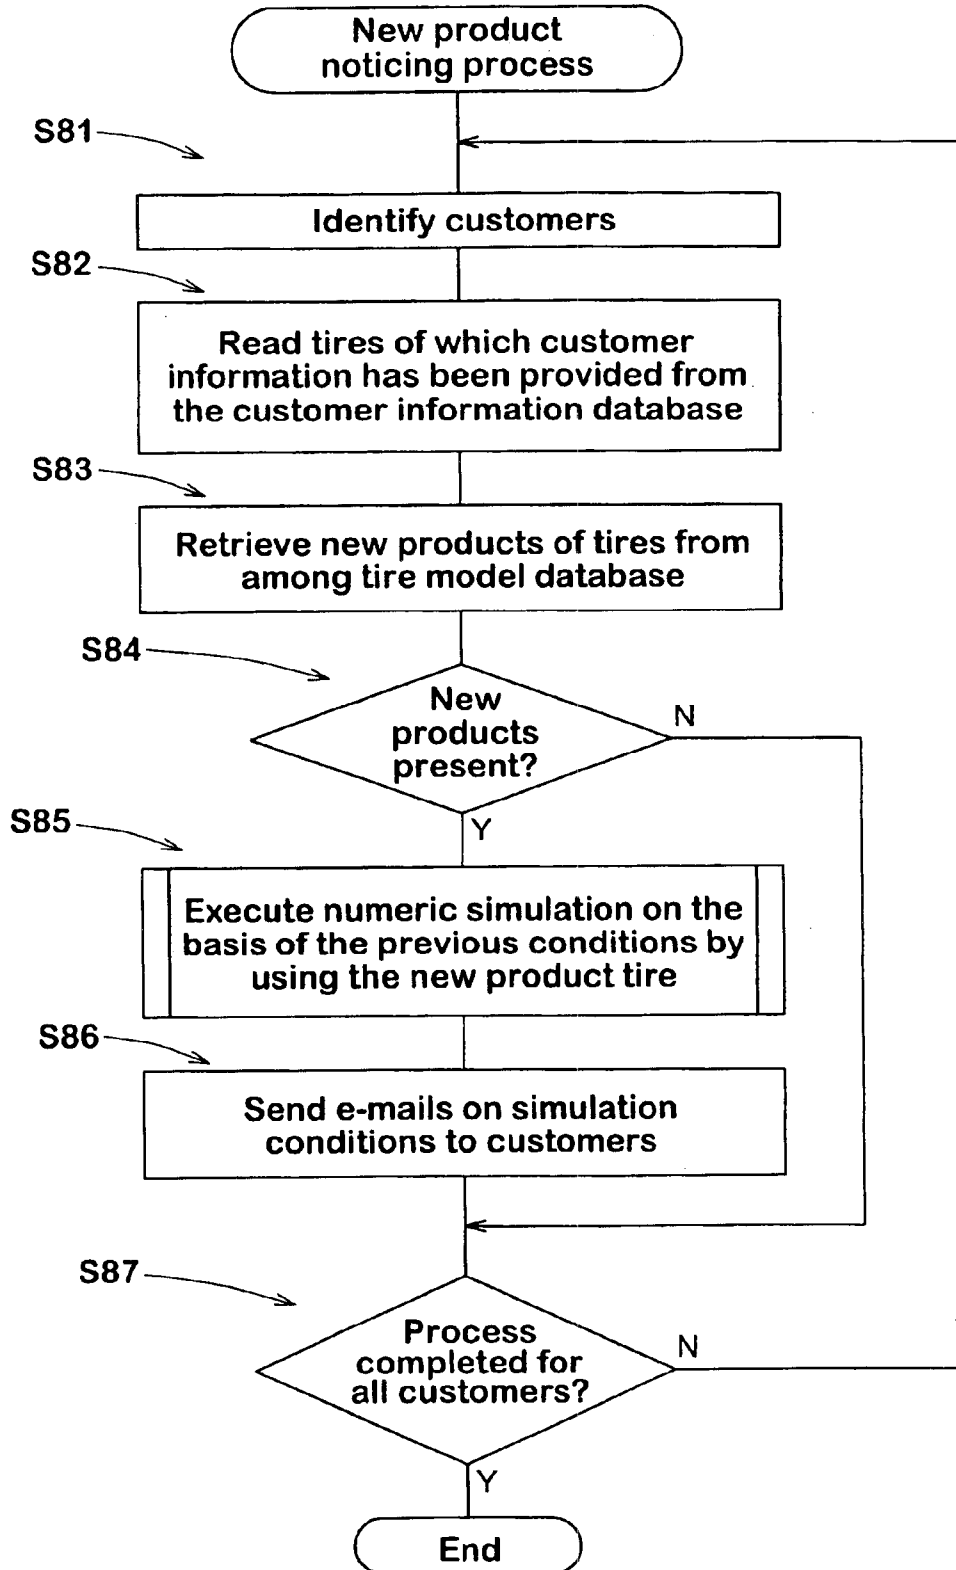 New product
noticing process
S81
Identify customers
S82
Read tires of which customer
information has been provided from
the customer information database
S83
Retrieve new products of tires from
among tire model database
S84
New
products
present?
N
Y
S85
Execute numeric simulation on the
basis of the previous conditions by
using the new product tire
S86
Send e-mails on simulation
conditions to customers
S87
Process
completed for
all customers?
N
Y
End